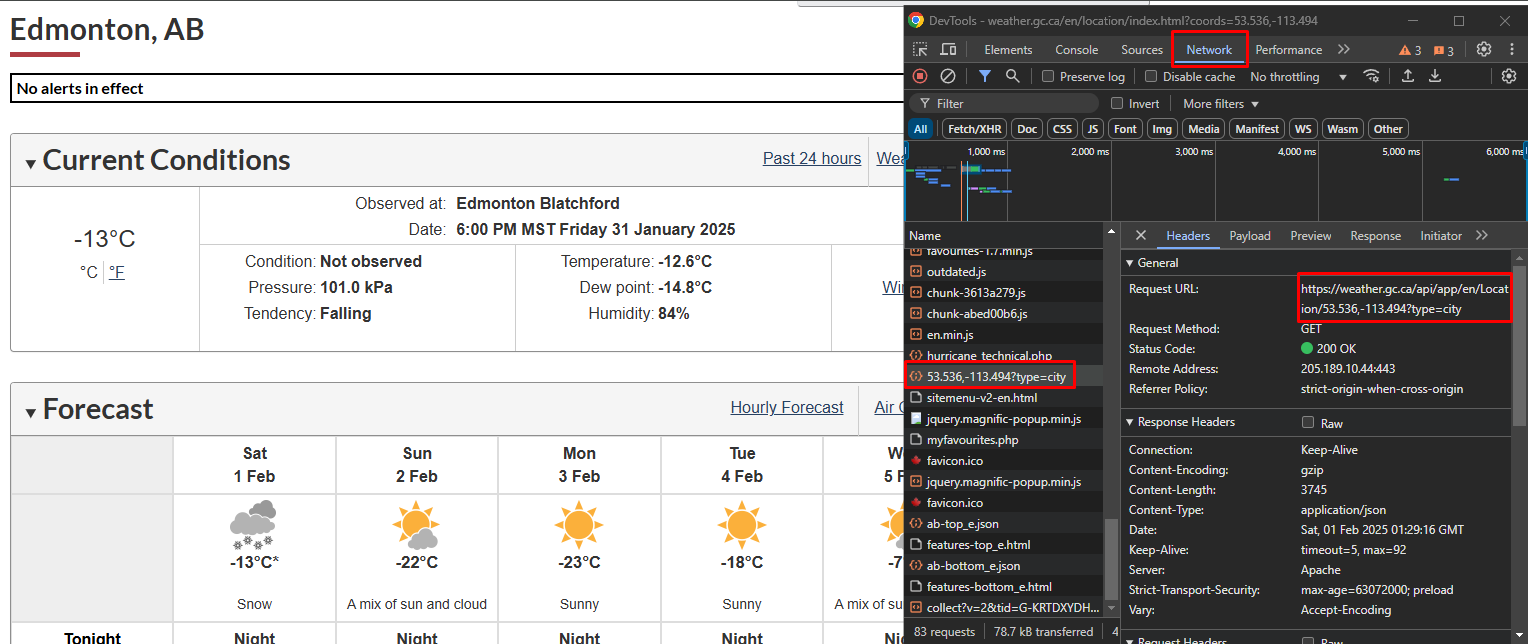 Edmonton, AB
No alerts in effect
Current Conditions
Past 24 hours
Observed at: Edmonton Blatchford
Date: 6:00 PM MST Friday 31 January 2025
-13°C
°C °F
Condition: Not observed
Pressure: 101.0 kPa
Tendency: Falling
Temperature: -12.6°C
Dew point: -14.8°C
Humidity: 84%
Forecast
Hourly Forecast
Air
Sat Sun Mon Tue
1 Feb 2 Feb 3 Feb 4 Feb 5 F
-13°C* -22°C -23°C -18°C -7
Snow A mix of sun and cloud Sunny Sunny A mix of su
Tonight Night Night Night Night
DevTools - weather.gc.ca/en/location/index.html?coords=53.536,-113.494
Elements Console Sources Network Performance 3 3
Preserve log Disable cache No throttling
Filter Invert More filters
All Fetch/XHR Doc CSS JS Font Img Media Manifest WS Wasm Other
1,000 ms 2,000 ms 3,000 ms 4,000 ms 5,000 ms 6,000 ms
Name
favourites-1.7.min.js
outdated.js
chunk-3613a279.js
chunk-abed00b6.js
en.min.js
hurricane_technical.php
53.536,-113.494?type=city
sitemenu-v2-en.html
jquery.magnific-popup.min.js
myfavourites.php
favicon.ico
jquery.magnific-popup.min.js
favicon.ico
ab-top_e.json
features-top_e.html
ab-bottom_e.json
features-bottom_e.html
collect?v=2&tid=G-KRTDXYDH...
83 requests 78.7 kB transferred 4
Headers Payload Preview Response Initiator
General
Request URL: https://weather.gc.ca/api/app/en/Locat
ion/53.536,-113.494?type=city
Request Method: GET
Status Code: 200 OK
Remote Address: 205.189.10.44:443
Referrer Policy: strict-origin-when-cross-origin
Response Headers Raw
Connection: Keep-Alive
Content-Encoding: gzip
Content-Length: 3745
Content-Type: application/json
Date: Sat, 01 Feb 2025 01:29:16 GMT
Keep-Alive: timeout=5, max=92
Server: Apache
Strict-Transport-Security: max-age=63072000; preload
Vary: Accept-Encoding
Request Headers Raw